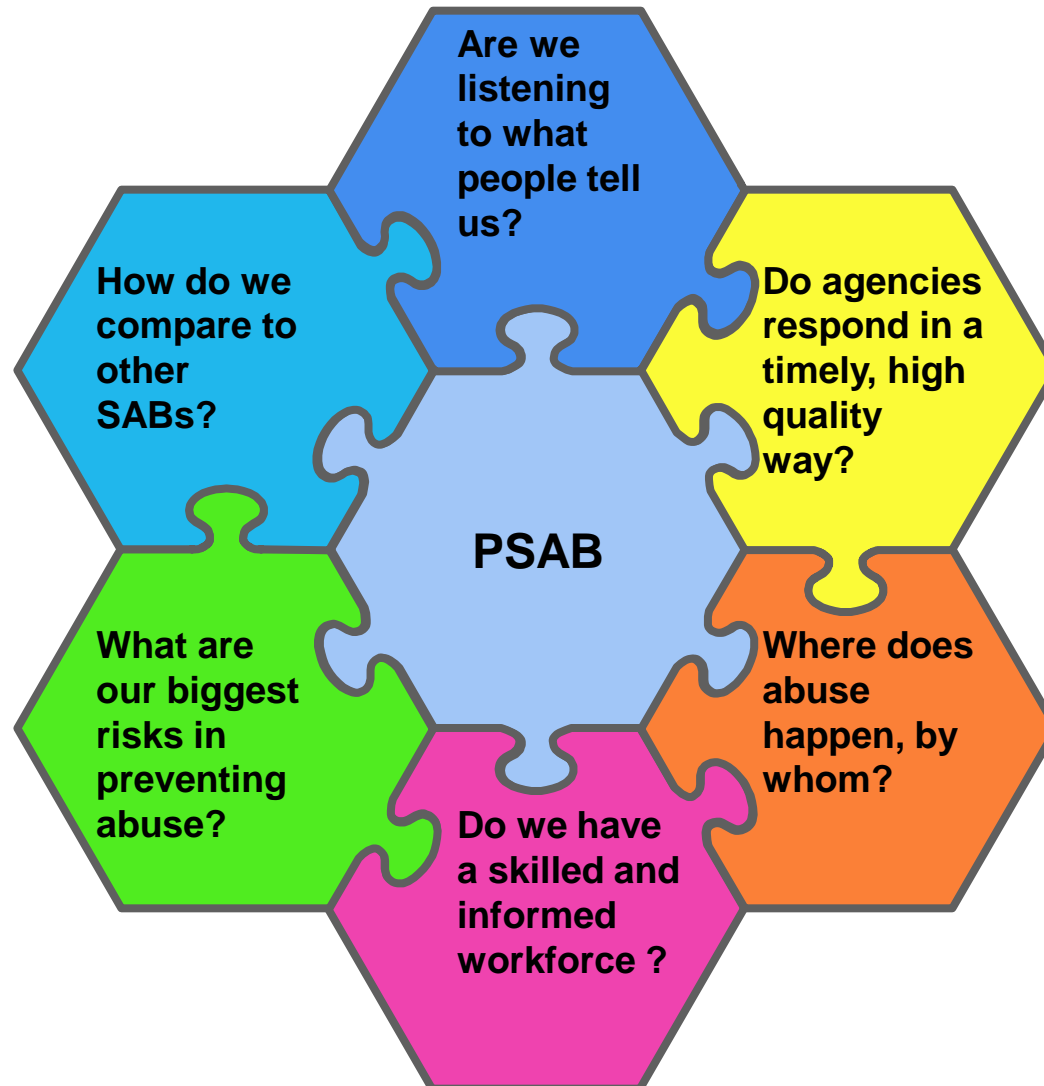 Are we
listening
to what
people tell
us?
How do we
compare to
other
SABs?
Do agencies
respond in a
timely, high
quality
way?
PSAB
What are
our biggest
risks in
preventing
abuse?
Where does
abuse
happen, by
whom?
Do we have
a skilled and
informed
workforce ?